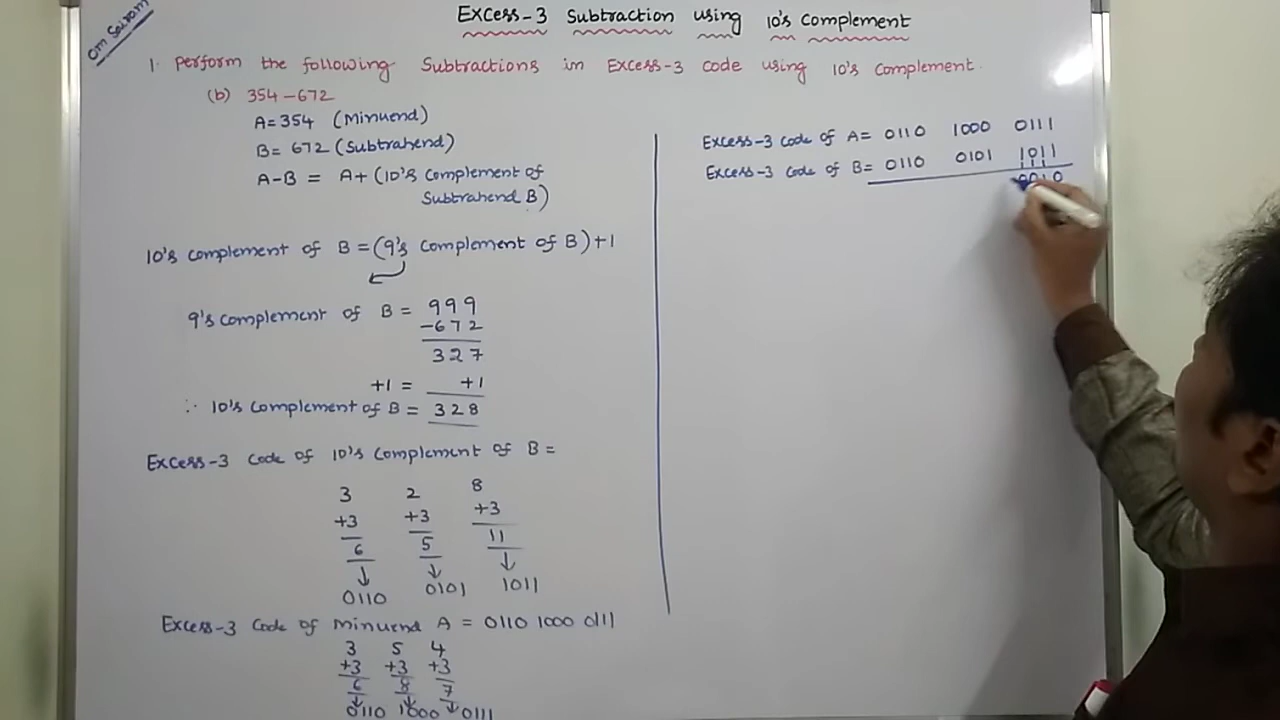 Om Sairam
Excess-3 Subtraction using 10's Complement
1. Perform the following Subtractions in Excess-3 code using 10's Complement.
(b) 354-672
A=354 (Minuend)
B= 672 (Subtrahend)
A-B = A+ (10's Complement of
Subtrahend B)
10's complement of B = (9's complement of B)+1
9's complement of B = 999
-672
327
+1 = +1
∴ 10's Complement of B = 328
Excess-3 Code of 10's Complement of B =
3 2 8
+3 +3 +3
6 5 11
↓ ↓ ↓
0110 0101 1011
Excess-3 Code of Minuend A = 0110 1000 0111
3 5 4
+3 +3 +3
6 8 7
↓ ↓ ↓
0110 1000 0111
Excess-3 Code of A= 0110 1000 0111
Excess-3 Code of B= 0110 0101 1011
1 1 1
0010